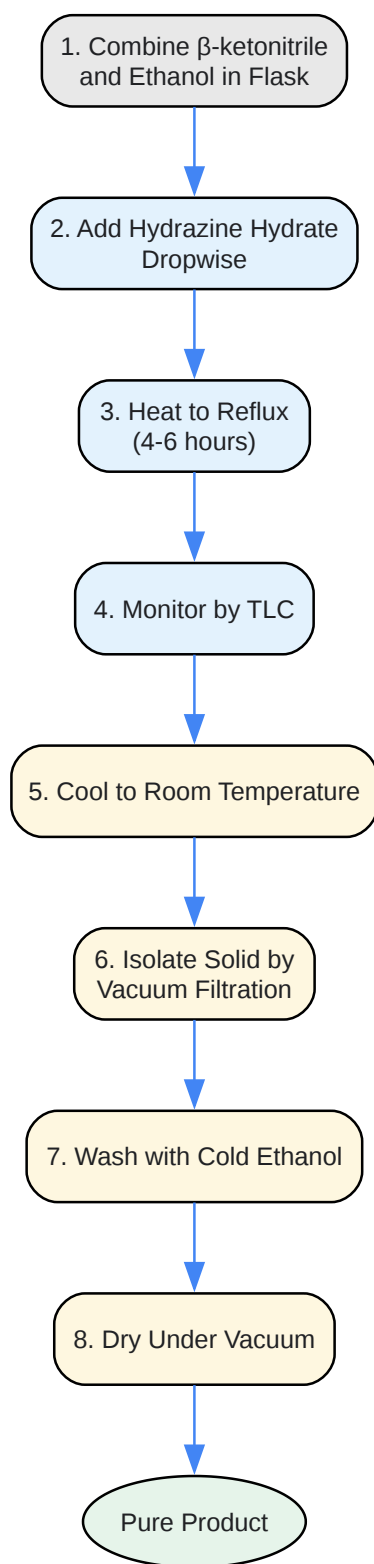 1. Combine β-ketonitrile
and Ethanol in Flask
2. Add Hydrazine Hydrate
Dropwise
3. Heat to Reflux
(4-6 hours)
4. Monitor by TLC
5. Cool to Room Temperature
6. Isolate Solid by
Vacuum Filtration
7. Wash with Cold Ethanol
8. Dry Under Vacuum
Pure Product